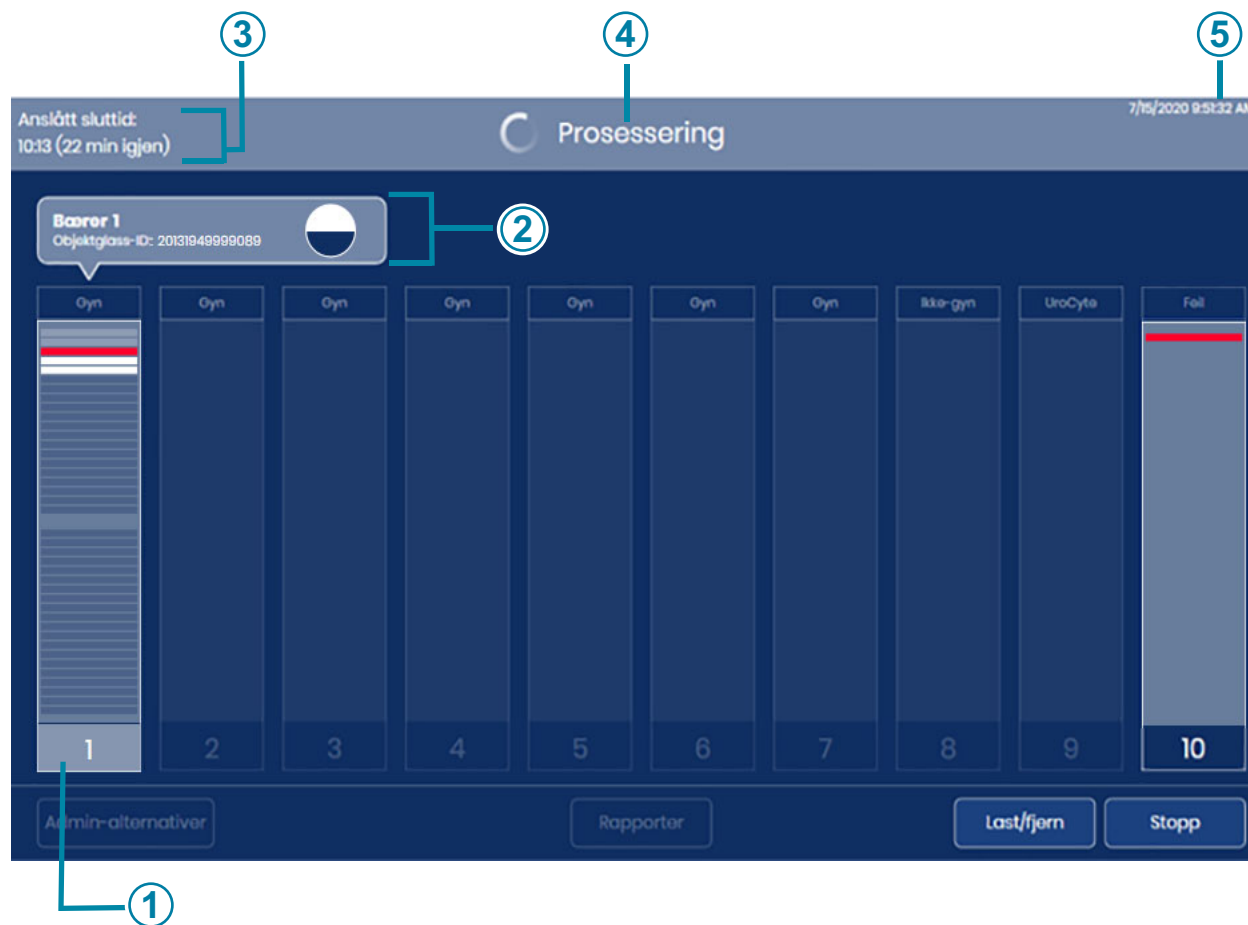 3
4
5
Anslått sluttid:
10:13 (22 min igjen)
Prosessering
7/15/2020 9:51:32 AM
Bærer 1
Objektglass-ID: 20131949999089
2
Gyn
Gyn
Gyn
Gyn
Gyn
Gyn
Gyn
Ikke-gyn
UroCyte
Feil
1
2
3
4
5
6
7
8
9
10
Admin-alternativer
Rapporter
Last/fjern
Stopp
1